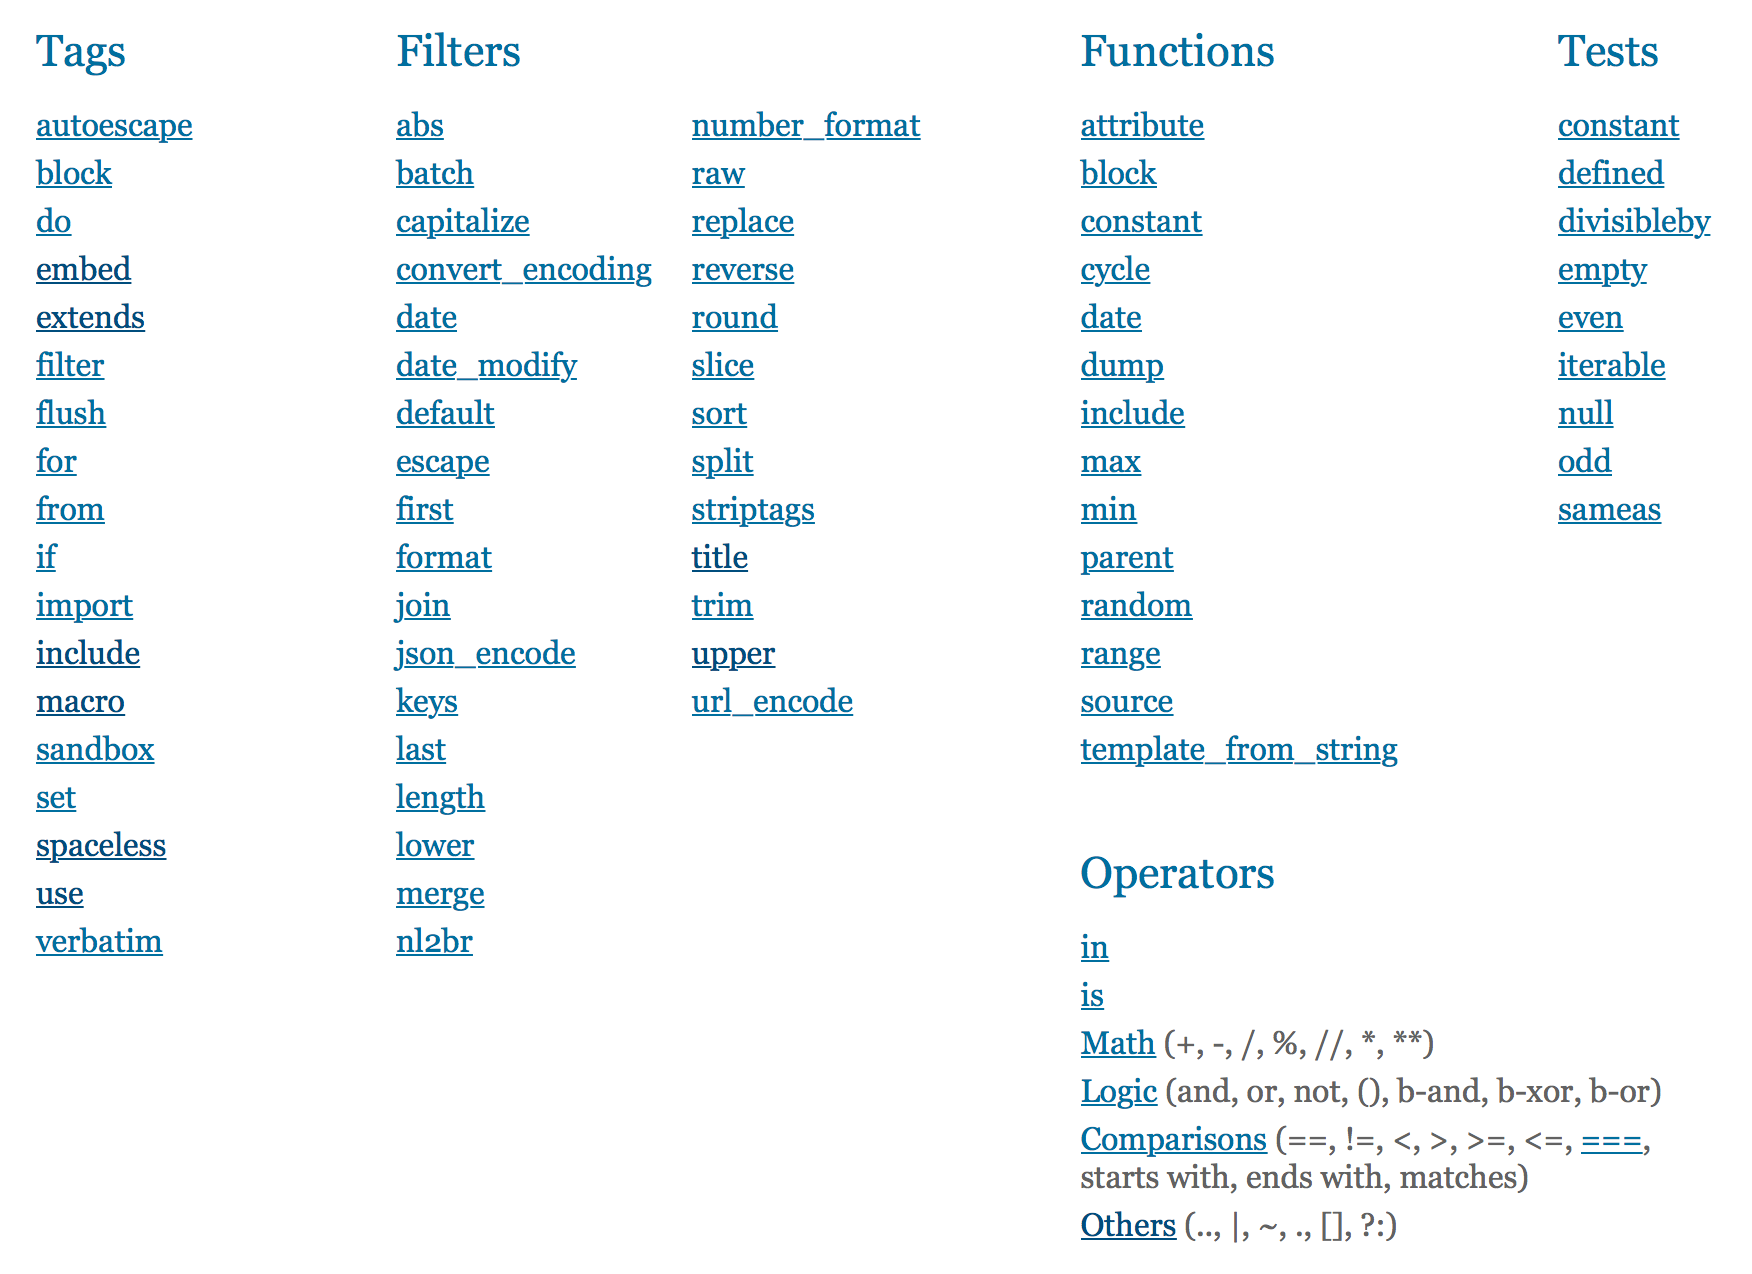 Tags
autoescape
block
do
embed
extends
filter
flush
for
from
if
import
include
macro
sandbox
set
spaceless
use
verbatim
Filters
abs
batch
capitalize
convert_encoding
date
date_modify
default
escape
first
format
join
json_encode
keys
last
length
lower
merge
nl2br
number_format
raw
replace
reverse
round
slice
sort
split
striptags
title
trim
upper
url_encode
Functions
attribute
block
constant
cycle
date
dump
include
max
min
parent
random
range
source
template_from_string
Operators
in
is
Math (+, -, /, %, //, *, **)
Logic (and, or, not, (), b-and, b-xor, b-or)
Comparisons (==, !=, <, >, >=, <=, ===,
starts with, ends with, matches)
Others (.., |, ~, ., [], ?:)
Tests
constant
defined
divisibleby
empty
even
iterable
null
odd
sameas